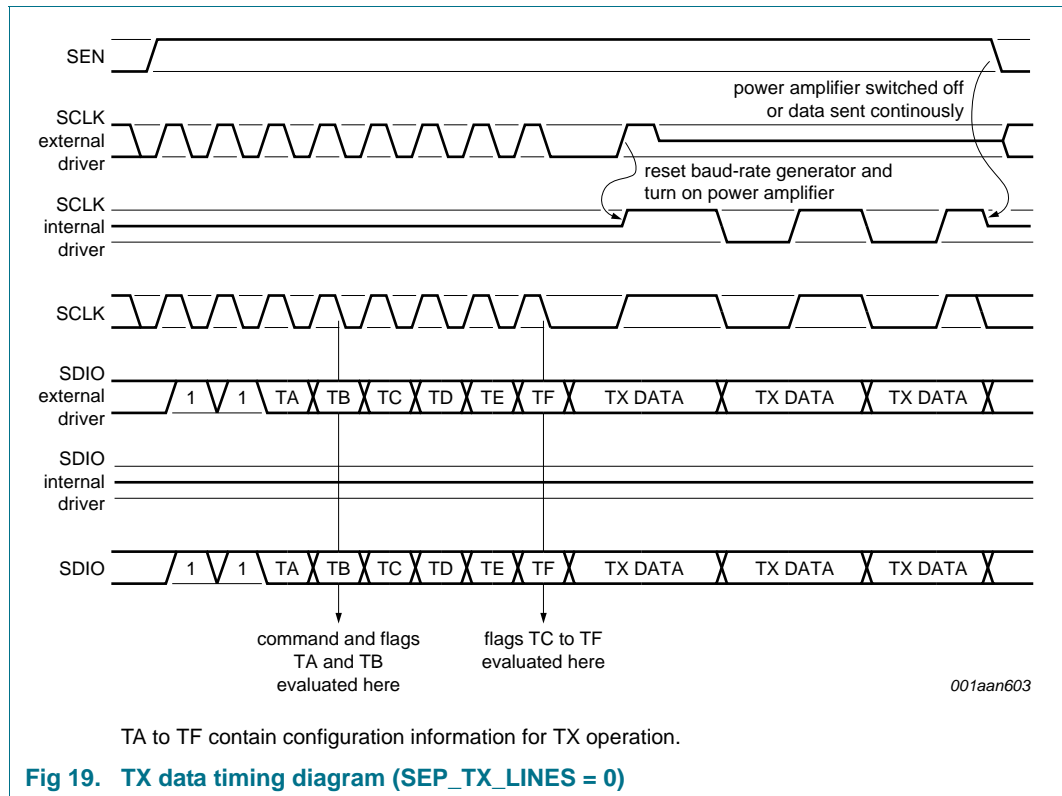 SEN
power amplifier switched off
or data sent continously
SCLK
external
driver
reset baud-rate generator and
turn on power amplifier
SCLK
internal
driver
SCLK
SDIO
external
driver
1 1 TA TB TC TD TE TF TX DATA TX DATA TX DATA
SDIO
internal
driver
SDIO 1 1 TA TB TC TD TE TF TX DATA TX DATA TX DATA
command and flags
TA and TB
evaluated here
flags TC to TF
evaluated here
001aan603
TA to TF contain configuration information for TX operation.
Fig 19. TX data timing diagram (SEP_TX_LINES = 0)